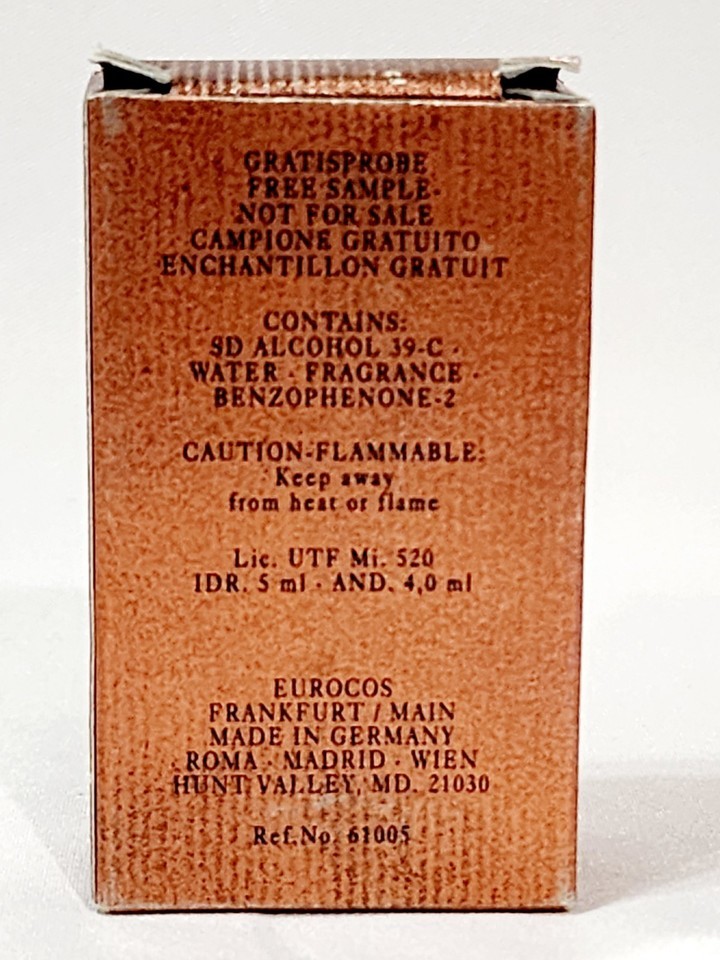 GRATISPROBE
FREE SAMPLE
NOT FOR SALE
CAMPIONE GRATUITO
ENCHANTILLON GRATUIT
CONTAINS:
SD ALCOHOL 39-C ·
WATER · FRAGRANCE ·
BENZOPHENONE-2
CAUTION-FLAMMABLE:
Keep away
from heat or flame
Lic. UTF Mi. 520
IDR. 5 ml · AND. 4,0 ml
EUROCOS
FRANKFURT / MAIN
MADE IN GERMANY
ROMA · MADRID · WIEN
HUNT VALLEY, MD. 21030
Ref.No. 61005